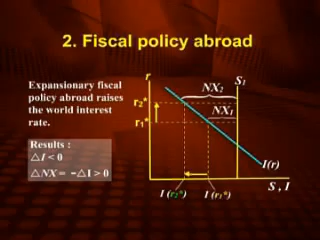 2. Fiscal policy abroad
Expansionary fiscal
policy abroad raises
the world interest
rate.
Results :
△I < 0
△NX = -△I > 0
r
S₁
NX₂
r₂*
NX₁
r₁*
I(r)
S , I
I (r₂*)
I (r₁*)